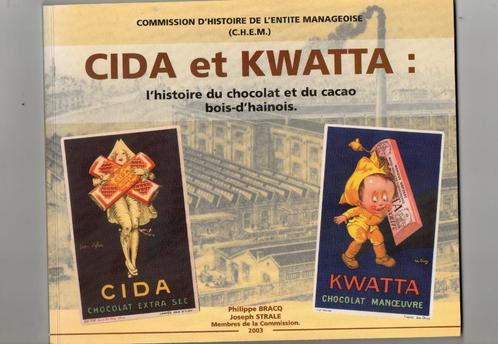 COMMISSION D'HISTOIRE DE L'ENTITE MANAGEOISE
(C.H.E.M.)
CIDA et KWATTA :
l'histoire du chocolat et du cacao
bois-d'hainois.
CIDA
CHOCOLAT EXTRA SEC
KWATTA
CHOCOLAT MANŒUVRE
Philippe BRACQ
Joseph STRALE
Membres de la Commission.
2003